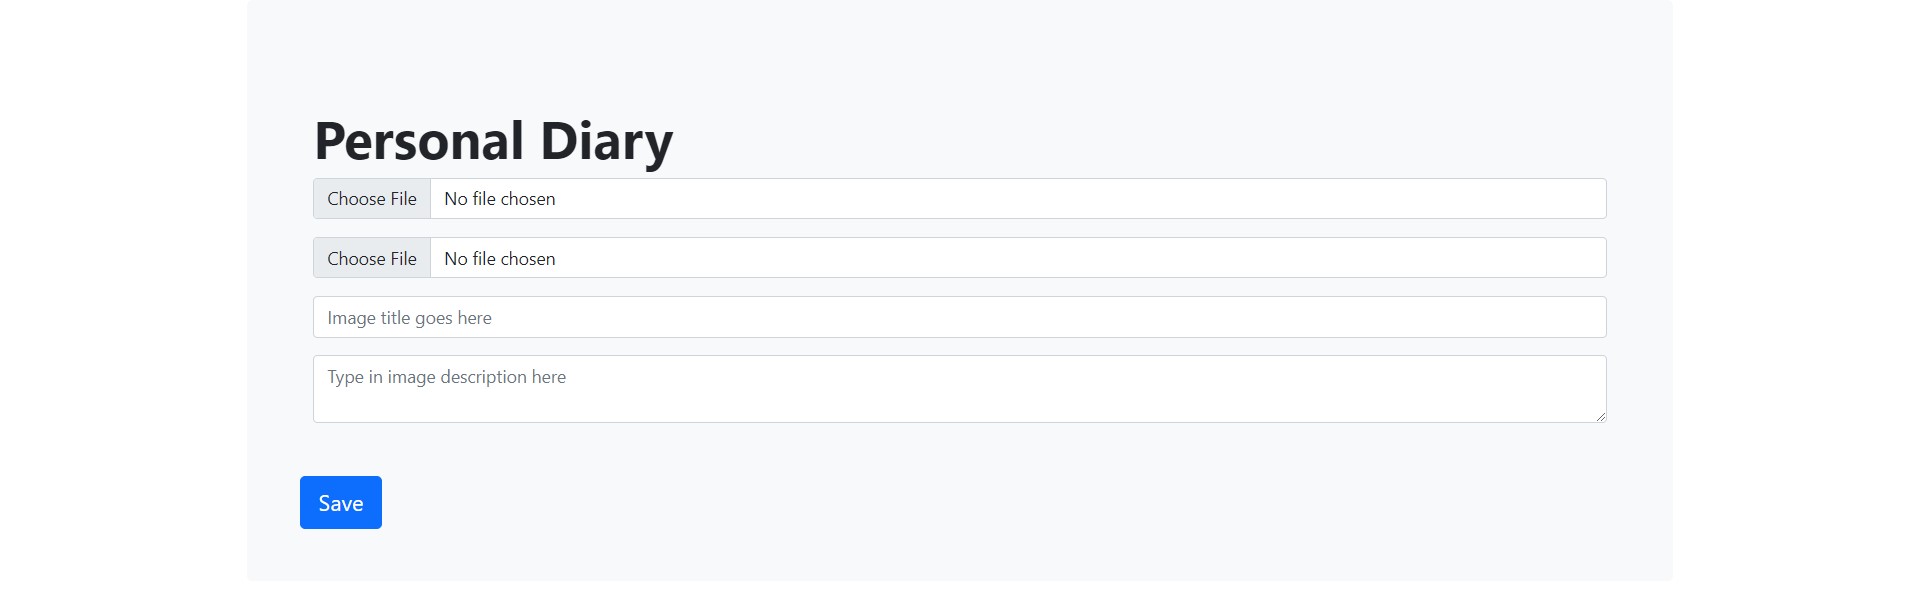 Personal Diary
Choose File No file chosen
Choose File No file chosen
Image title goes here
Type in image description here
Save